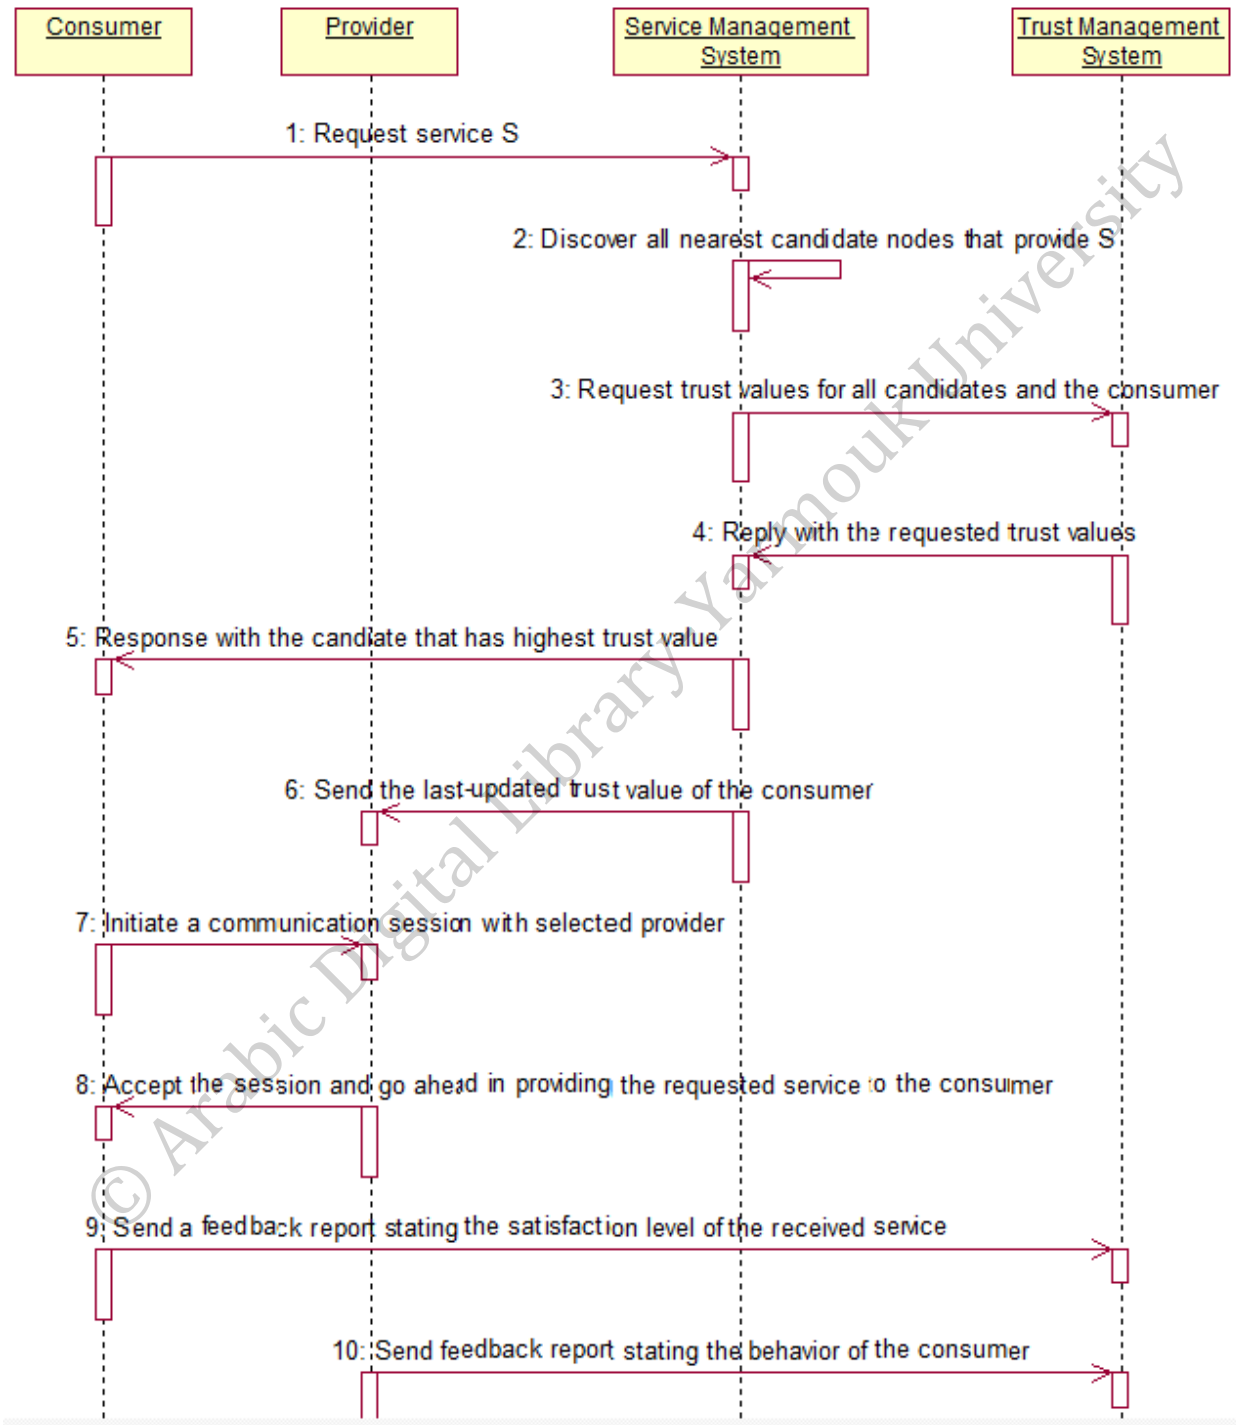 Consumer
Provider
Service Management
System
Trust Management
System
1: Request service S
2: Discover all nearest candidate nodes that provide S
3: Request trust values for all candidates and the consumer
4: Reply with the requested trust values
5: Response with the candiate that has highest trust value
6: Send the last-updated trust value of the consumer
7: Initiate a communication session with selected provider
8: Accept the session and go ahead in providing the requested service to the consumer
9: Send a feedback report stating the satisfaction level of the received service
10: Send feedback report stating the behavior of the consumer
© Arabic Digital Library-Yarmouk University